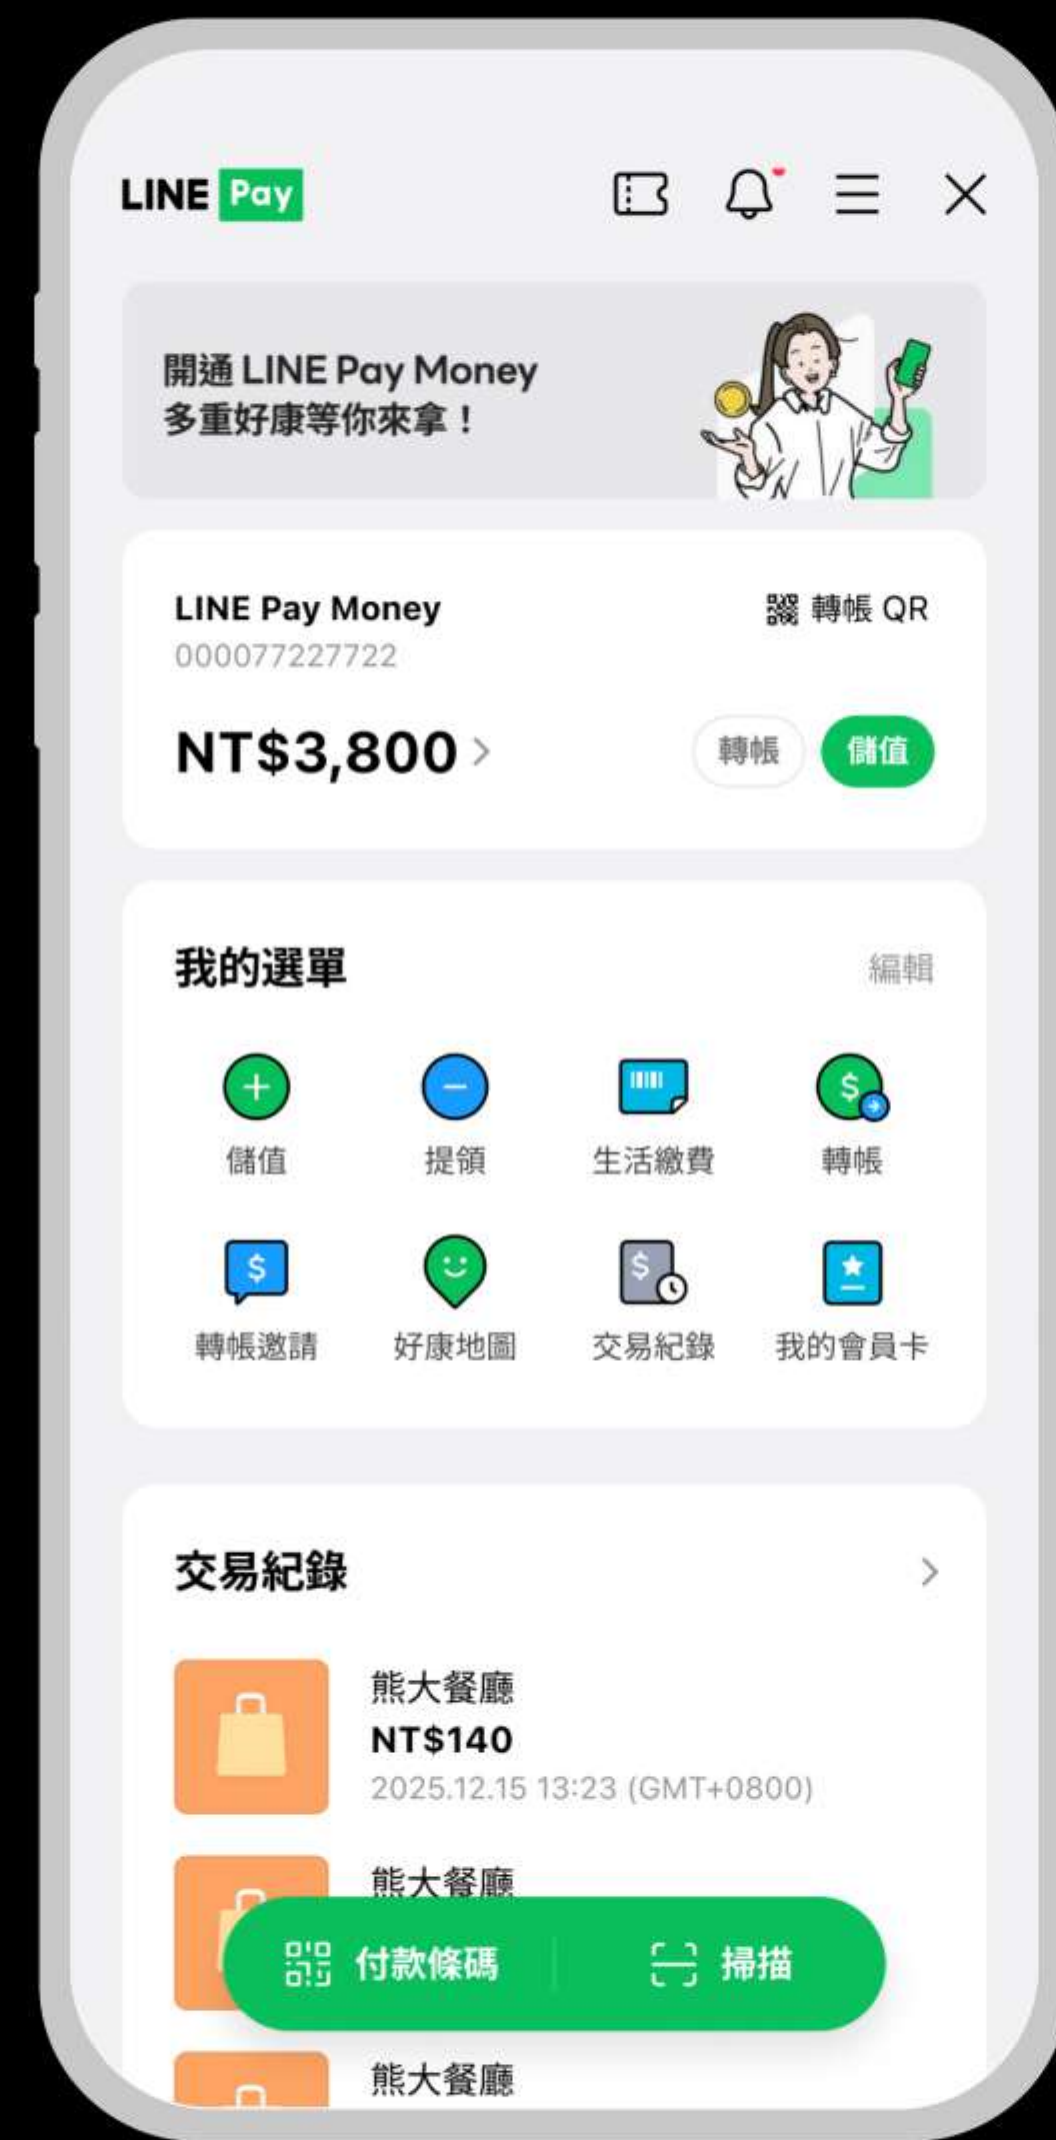 LINE Pay
開通 LINE Pay Money
多重好康等你來拿！
LINE Pay Money
轉帳 QR
000077227722
NT$3,800
轉帳
儲值
我的選單
編輯
儲值
提領
生活繳費
轉帳
轉帳邀請
好康地圖
交易紀錄
我的會員卡
交易紀錄
熊大餐廳
NT$140
2025.12.15 13:23 (GMT+0800)
熊大餐廳
付款條碼
掃描
熊大餐廳